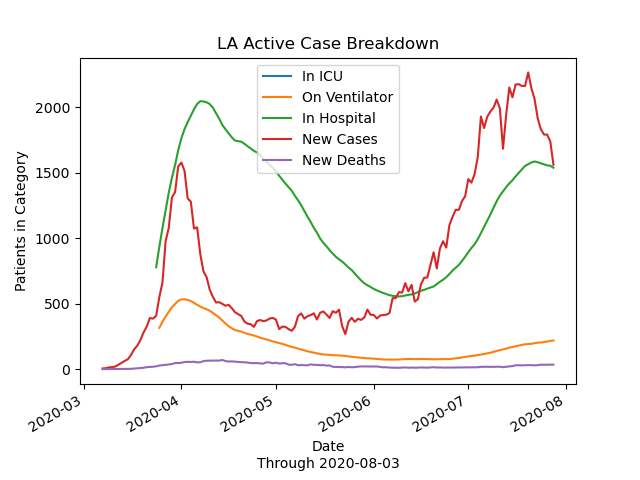 LA Active Case Breakdown
In ICU
On Ventilator
In Hospital
New Cases
New Deaths
Patients in Category
2000
1500
1000
500
0
2020-03
2020-04
2020-05
2020-06
2020-07
2020-08
Date
Through 2020-08-03